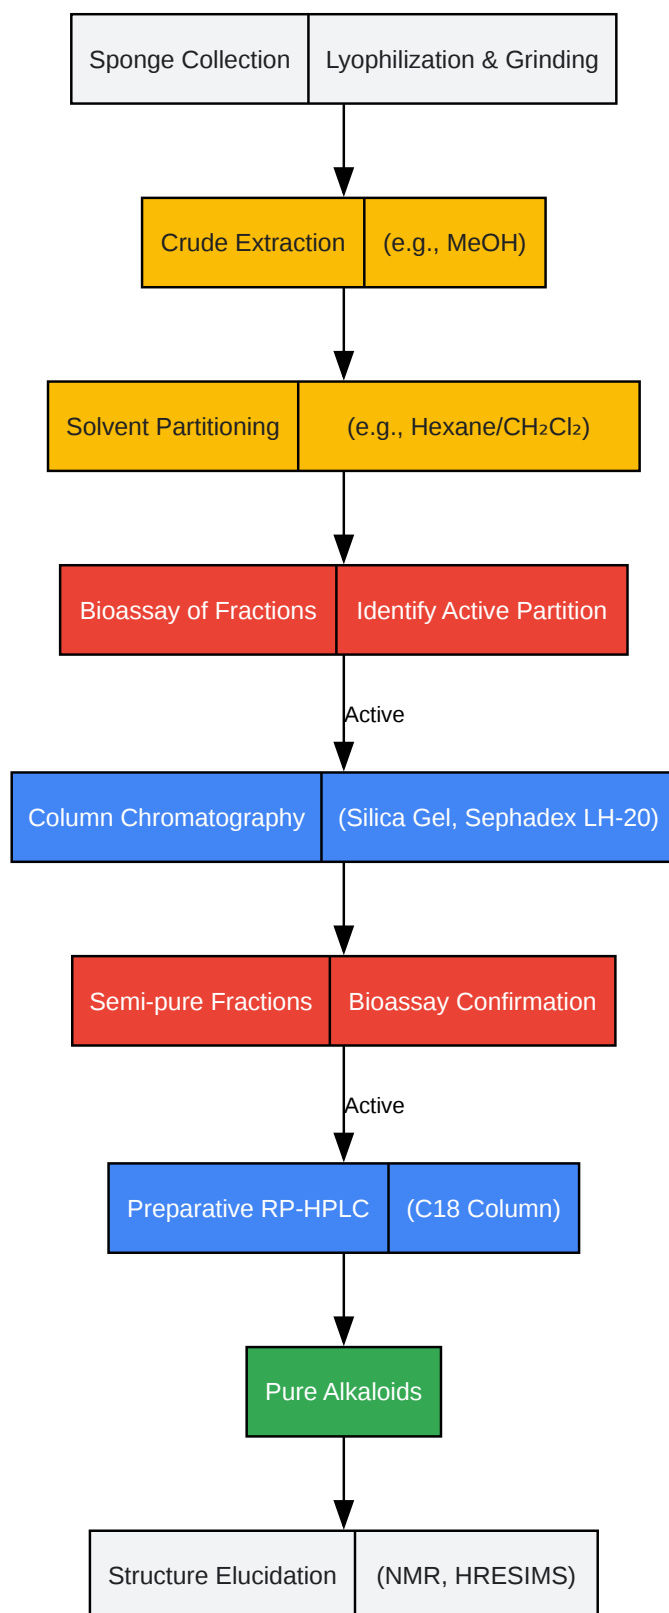 Sponge Collection
Lyophilization & Grinding
Crude Extraction
(e.g., MeOH)
Solvent Partitioning
(e.g., Hexane/CH₂Cl₂)
Bioassay of Fractions
Identify Active Partition
Active
Column Chromatography
(Silica Gel, Sephadex LH-20)
Semi-pure Fractions
Bioassay Confirmation
Active
Preparative RP-HPLC
(C18 Column)
Pure Alkaloids
Structure Elucidation
(NMR, HRESIMS)